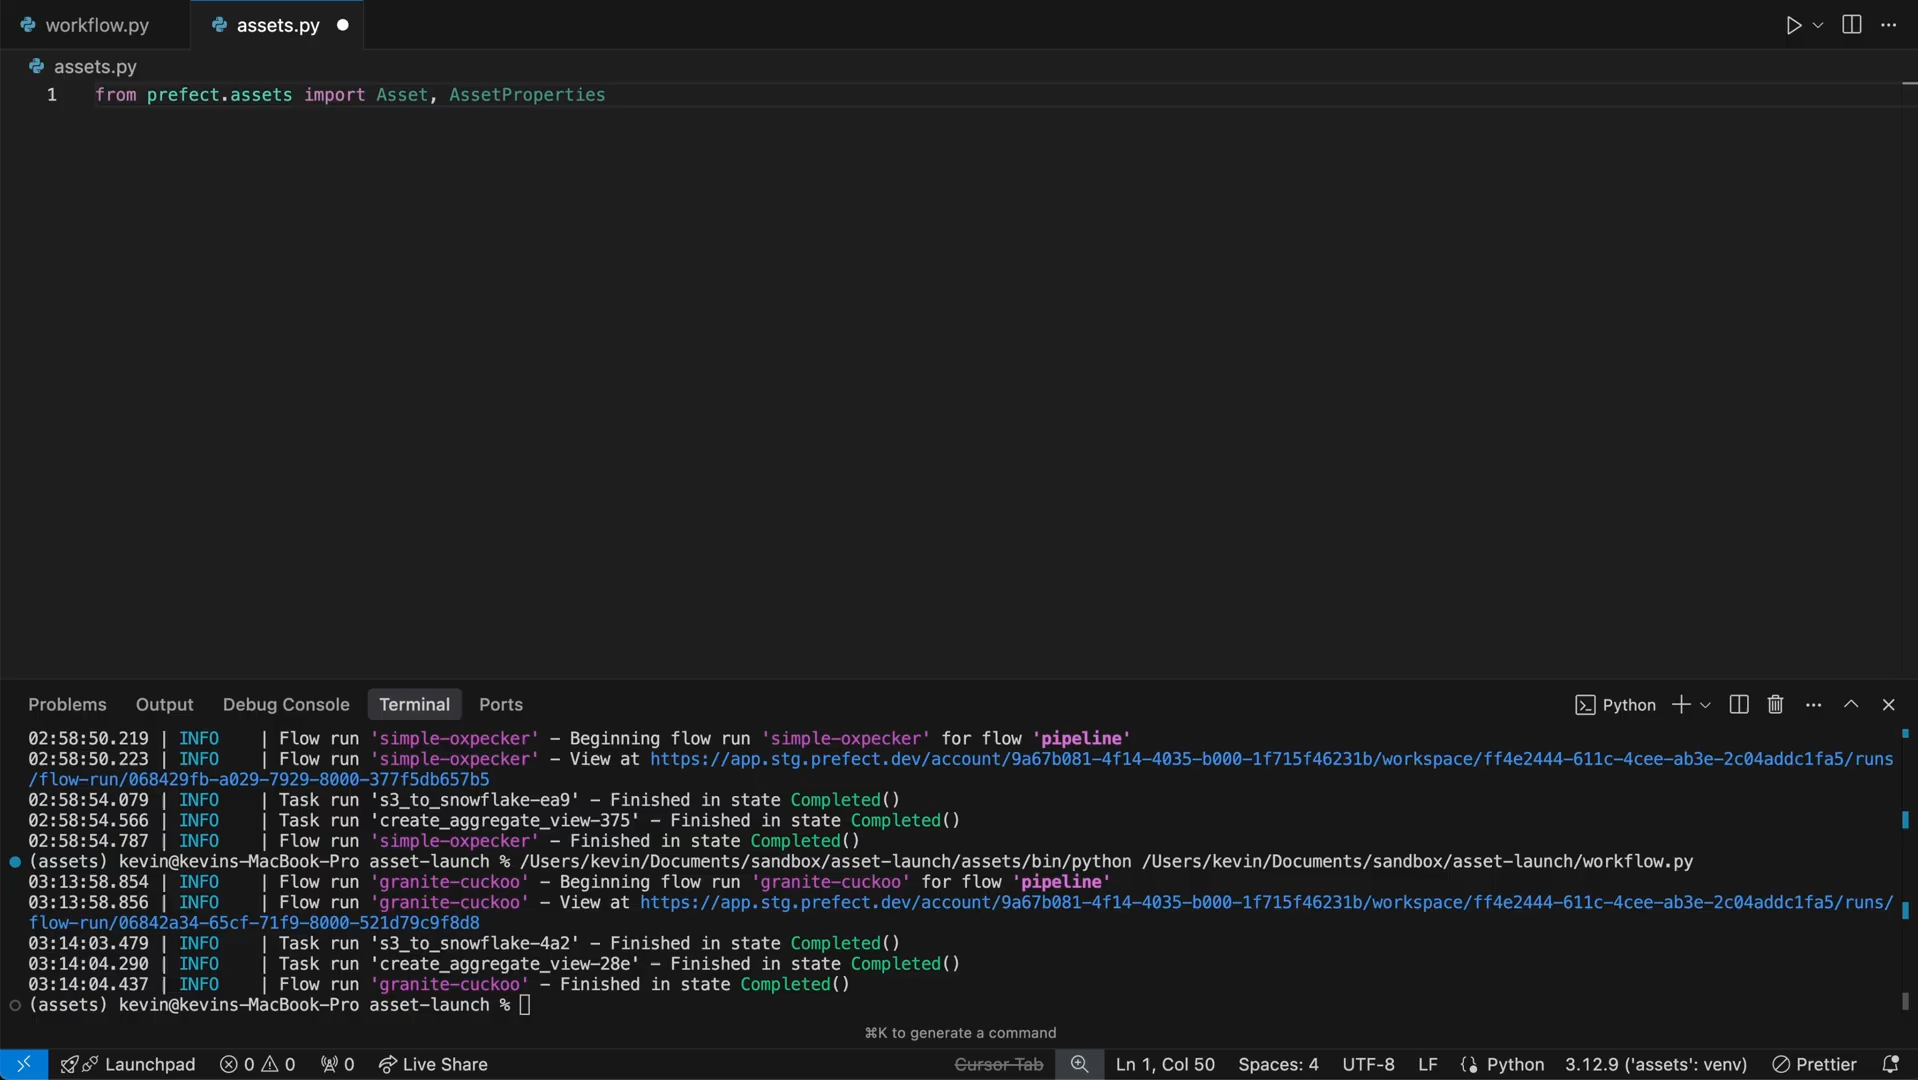 workflow.py
assets.py
assets.py
1 from prefect.assets import Asset, AssetProperties
Problems Output Debug Console Terminal Ports Python
02:58:50.219 | INFO | Flow run 'simple-oxpecker' – Beginning flow run 'simple-oxpecker' for flow 'pipeline'
02:58:50.223 | INFO | Flow run 'simple-oxpecker' – View at https://app.stg.prefect.dev/account/9a67b081-4f14-4035-b000-1f715f46231b/workspace/ff4e2444-611c-4cee-ab3e-2c04addc1fa5/runs
/flow-run/068429fb-a029-7929-8000-377f5db657b5
02:58:54.079 | INFO | Task run 's3_to_snowflake-ea9' – Finished in state Completed()
02:58:54.566 | INFO | Task run 'create_aggregate_view-375' – Finished in state Completed()
02:58:54.787 | INFO | Flow run 'simple-oxpecker' – Finished in state Completed()
(assets) kevin@kevins-MacBook-Pro asset-launch % /Users/kevin/Documents/sandbox/asset-launch/assets/bin/python /Users/kevin/Documents/sandbox/asset-launch/workflow.py
03:13:58.854 | INFO | Flow run 'granite-cuckoo' – Beginning flow run 'granite-cuckoo' for flow 'pipeline'
03:13:58.856 | INFO | Flow run 'granite-cuckoo' – View at https://app.stg.prefect.dev/account/9a67b081-4f14-4035-b000-1f715f46231b/workspace/ff4e2444-611c-4cee-ab3e-2c04addc1fa5/runs/
flow-run/06842a34-65cf-71f9-8000-521d79c9f8d8
03:14:03.479 | INFO | Task run 's3_to_snowflake-4a2' – Finished in state Completed()
03:14:04.290 | INFO | Task run 'create_aggregate_view-28e' – Finished in state Completed()
03:14:04.437 | INFO | Flow run 'granite-cuckoo' – Finished in state Completed()
(assets) kevin@kevins-MacBook-Pro asset-launch %
⌘K to generate a command
Launchpad 0 0 0 Live Share Cursor Tab Ln 1, Col 50 Spaces: 4 UTF-8 LF Python 3.12.9 ('assets': venv) Prettier